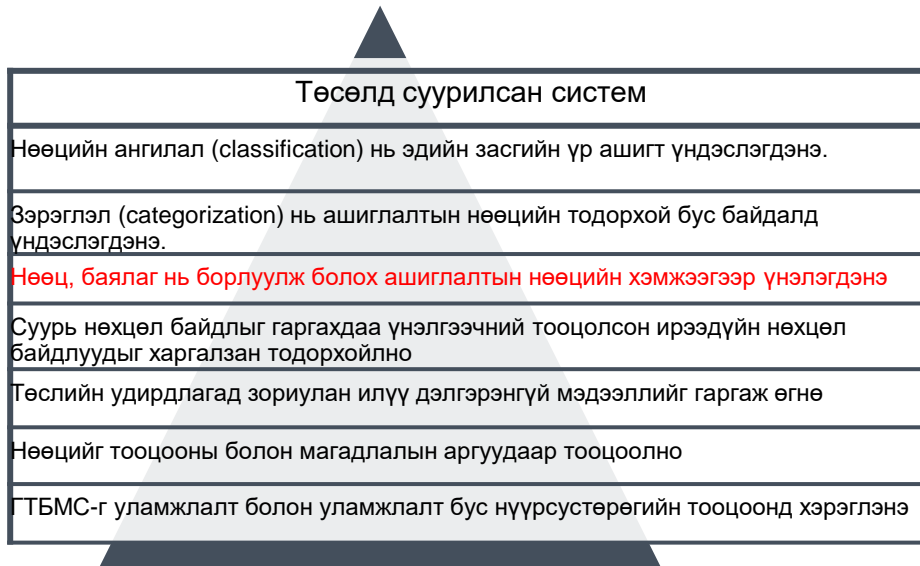 Төсөлд суурилсан систем
Нөөцийн ангилал (classification) нь эдийн засгийн үр ашигт үндэслэгдэнэ.
Зэрэглэл (categorization) нь ашиглалтын нөөцийн тодорхой бус байдалд
үндэслэгдэнэ.
Нөөц, баялаг нь борлуулж болох ашиглалтын нөөцийн хэмжээгээр үнэлэгдэнэ
Суурь нөхцөл байдлыг гаргахдаа үнэлгээчний тооцолсон ирээдүйн нөхцөл
байдлуудыг харгалзан тодорхойлно
Төслийн удирдлагад зориулан илүү дэлгэрэнгүй мэдээллийг гаргаж өгнө
Нөөцийг тооцооны болон магадлалын аргуудаар тооцоолно
ГТБМС-г уламжлалт болон уламжлалт бус нүүрсустөрөгийн тооцоонд хэрэглэнэ